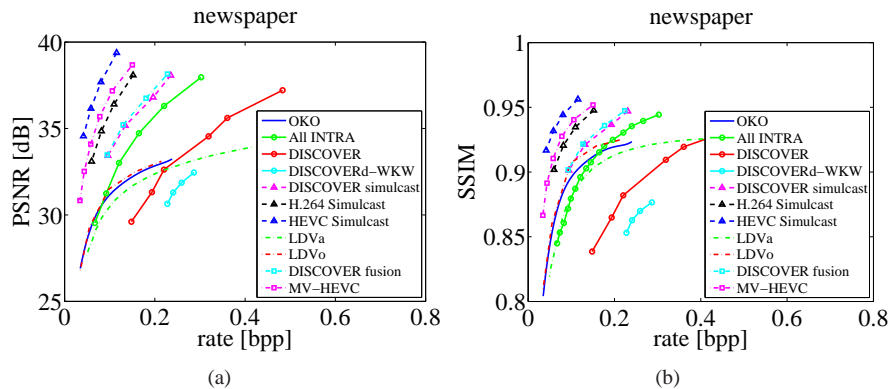 newspaper
40
35
30
25
0
0.2
0.4
0.6
0.8
PSNR [dB]
rate [bpp]
OKO
All INTRA
DISCOVER
DISCOVERd−WKW
DISCOVER simulcast
H.264 Simulcast
HEVC Simulcast
LDVa
LDVo
DISCOVER fusion
MV−HEVC
(a)
newspaper
1
0.95
0.9
0.85
0.8
0
0.2
0.4
0.6
0.8
SSIM
rate [bpp]
OKO
All INTRA
DISCOVER
DISCOVERd−WKW
DISCOVER simulcast
H.264 Simulcast
HEVC Simulcast
LDVa
LDVo
DISCOVER fusion
MV−HEVC
(b)